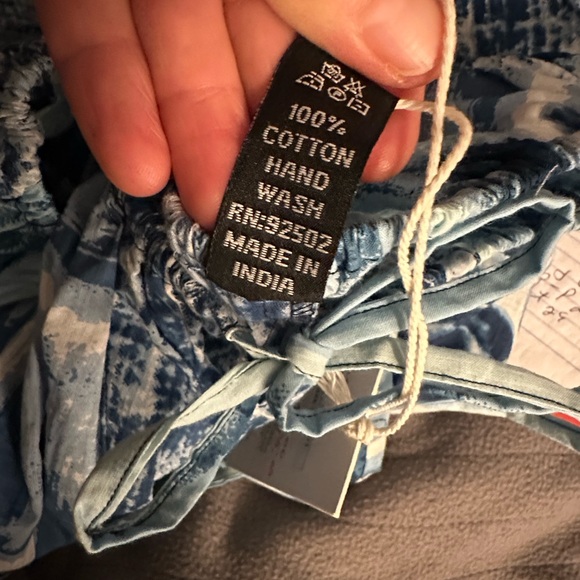 100%
COTTON
HAND
WASH
RN:92502
MADE IN
INDIA